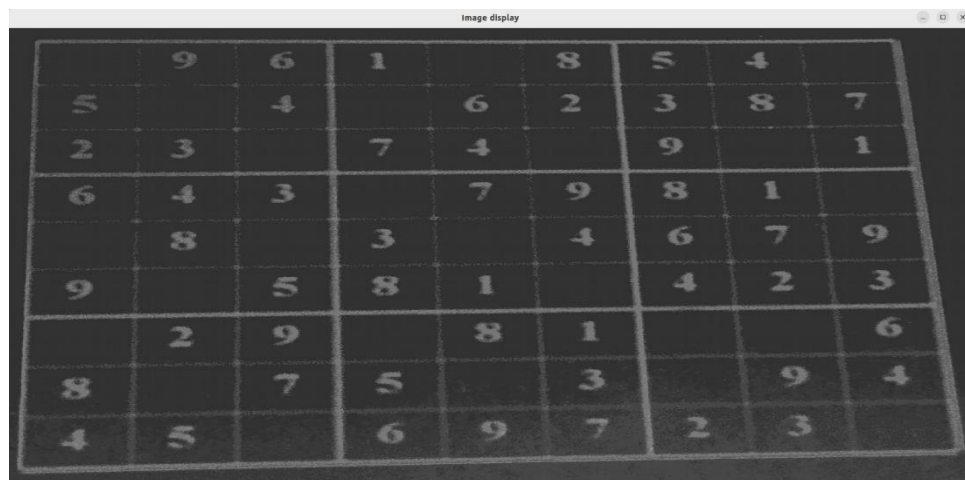 Image display
9 6 1 8 5 4
5 4 6 2 3 8 7
2 3 7 4 9 1
6 4 3 7 9 8 1
8 3 4 6 7 9
9 5 8 1 4 2 3
2 9 8 1 6
8 7 5 3 9 4
4 5 6 9 7 2 3